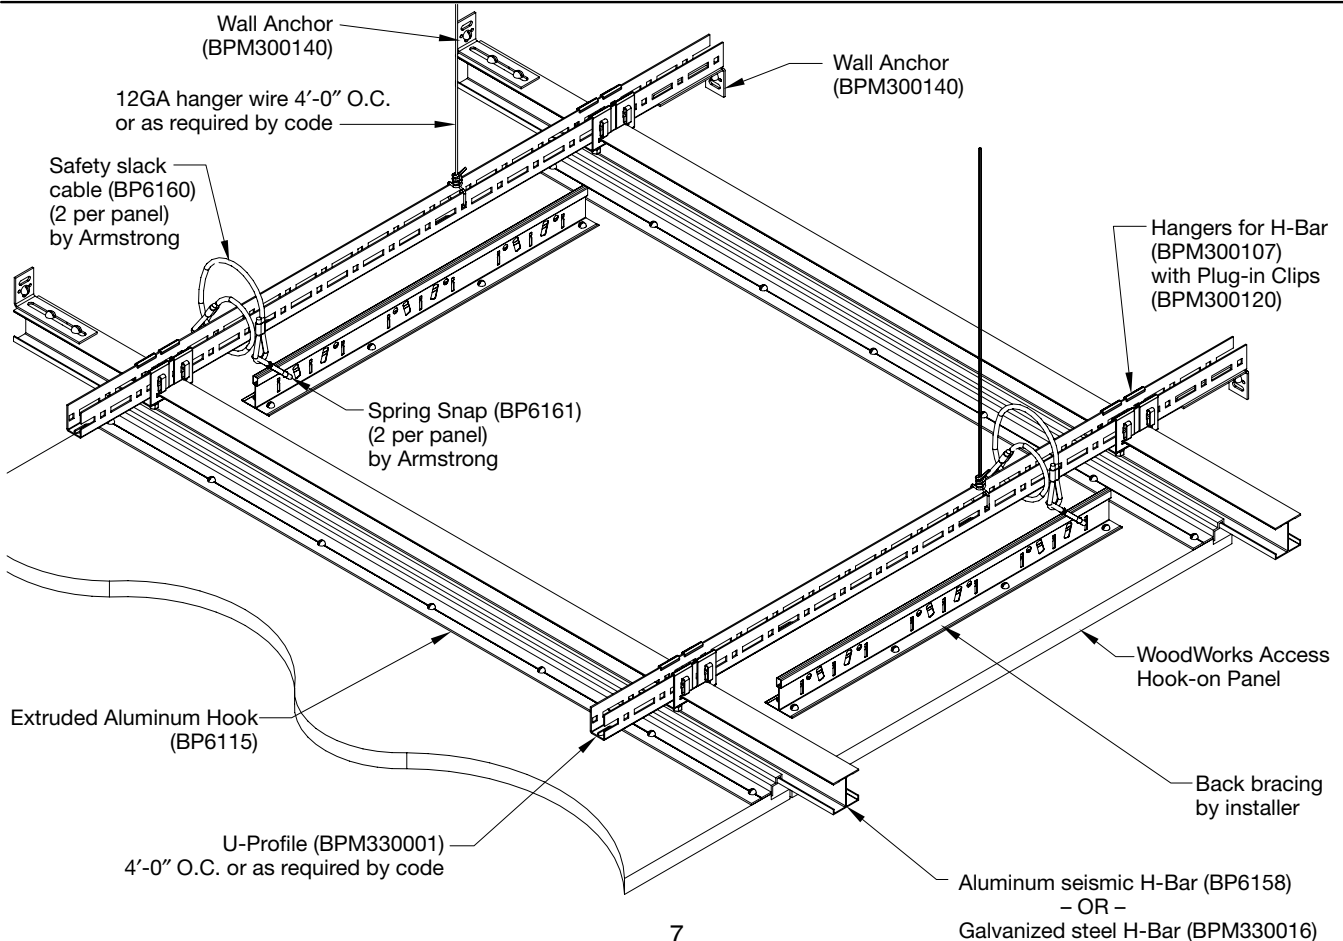 Wall Anchor
(BPM300140)
12GA hanger wire 4′-0″ O.C.
or as required by code
Safety slack
cable (BP6160)
(2 per panel)
by Armstrong
Wall Anchor
(BPM300140)
Hangers for H-Bar
(BPM300107)
with Plug-in Clips
(BPM300120)
Spring Snap (BP6161)
(2 per panel)
by Armstrong
Extruded Aluminum Hook
(BP6115)
WoodWorks Access
Hook-on Panel
Back bracing
by installer
U-Profile (BPM330001)
4′-0″ O.C. or as required by code
Aluminum seismic H-Bar (BP6158)
– OR –
Galvanized steel H-Bar (BPM330016)
7